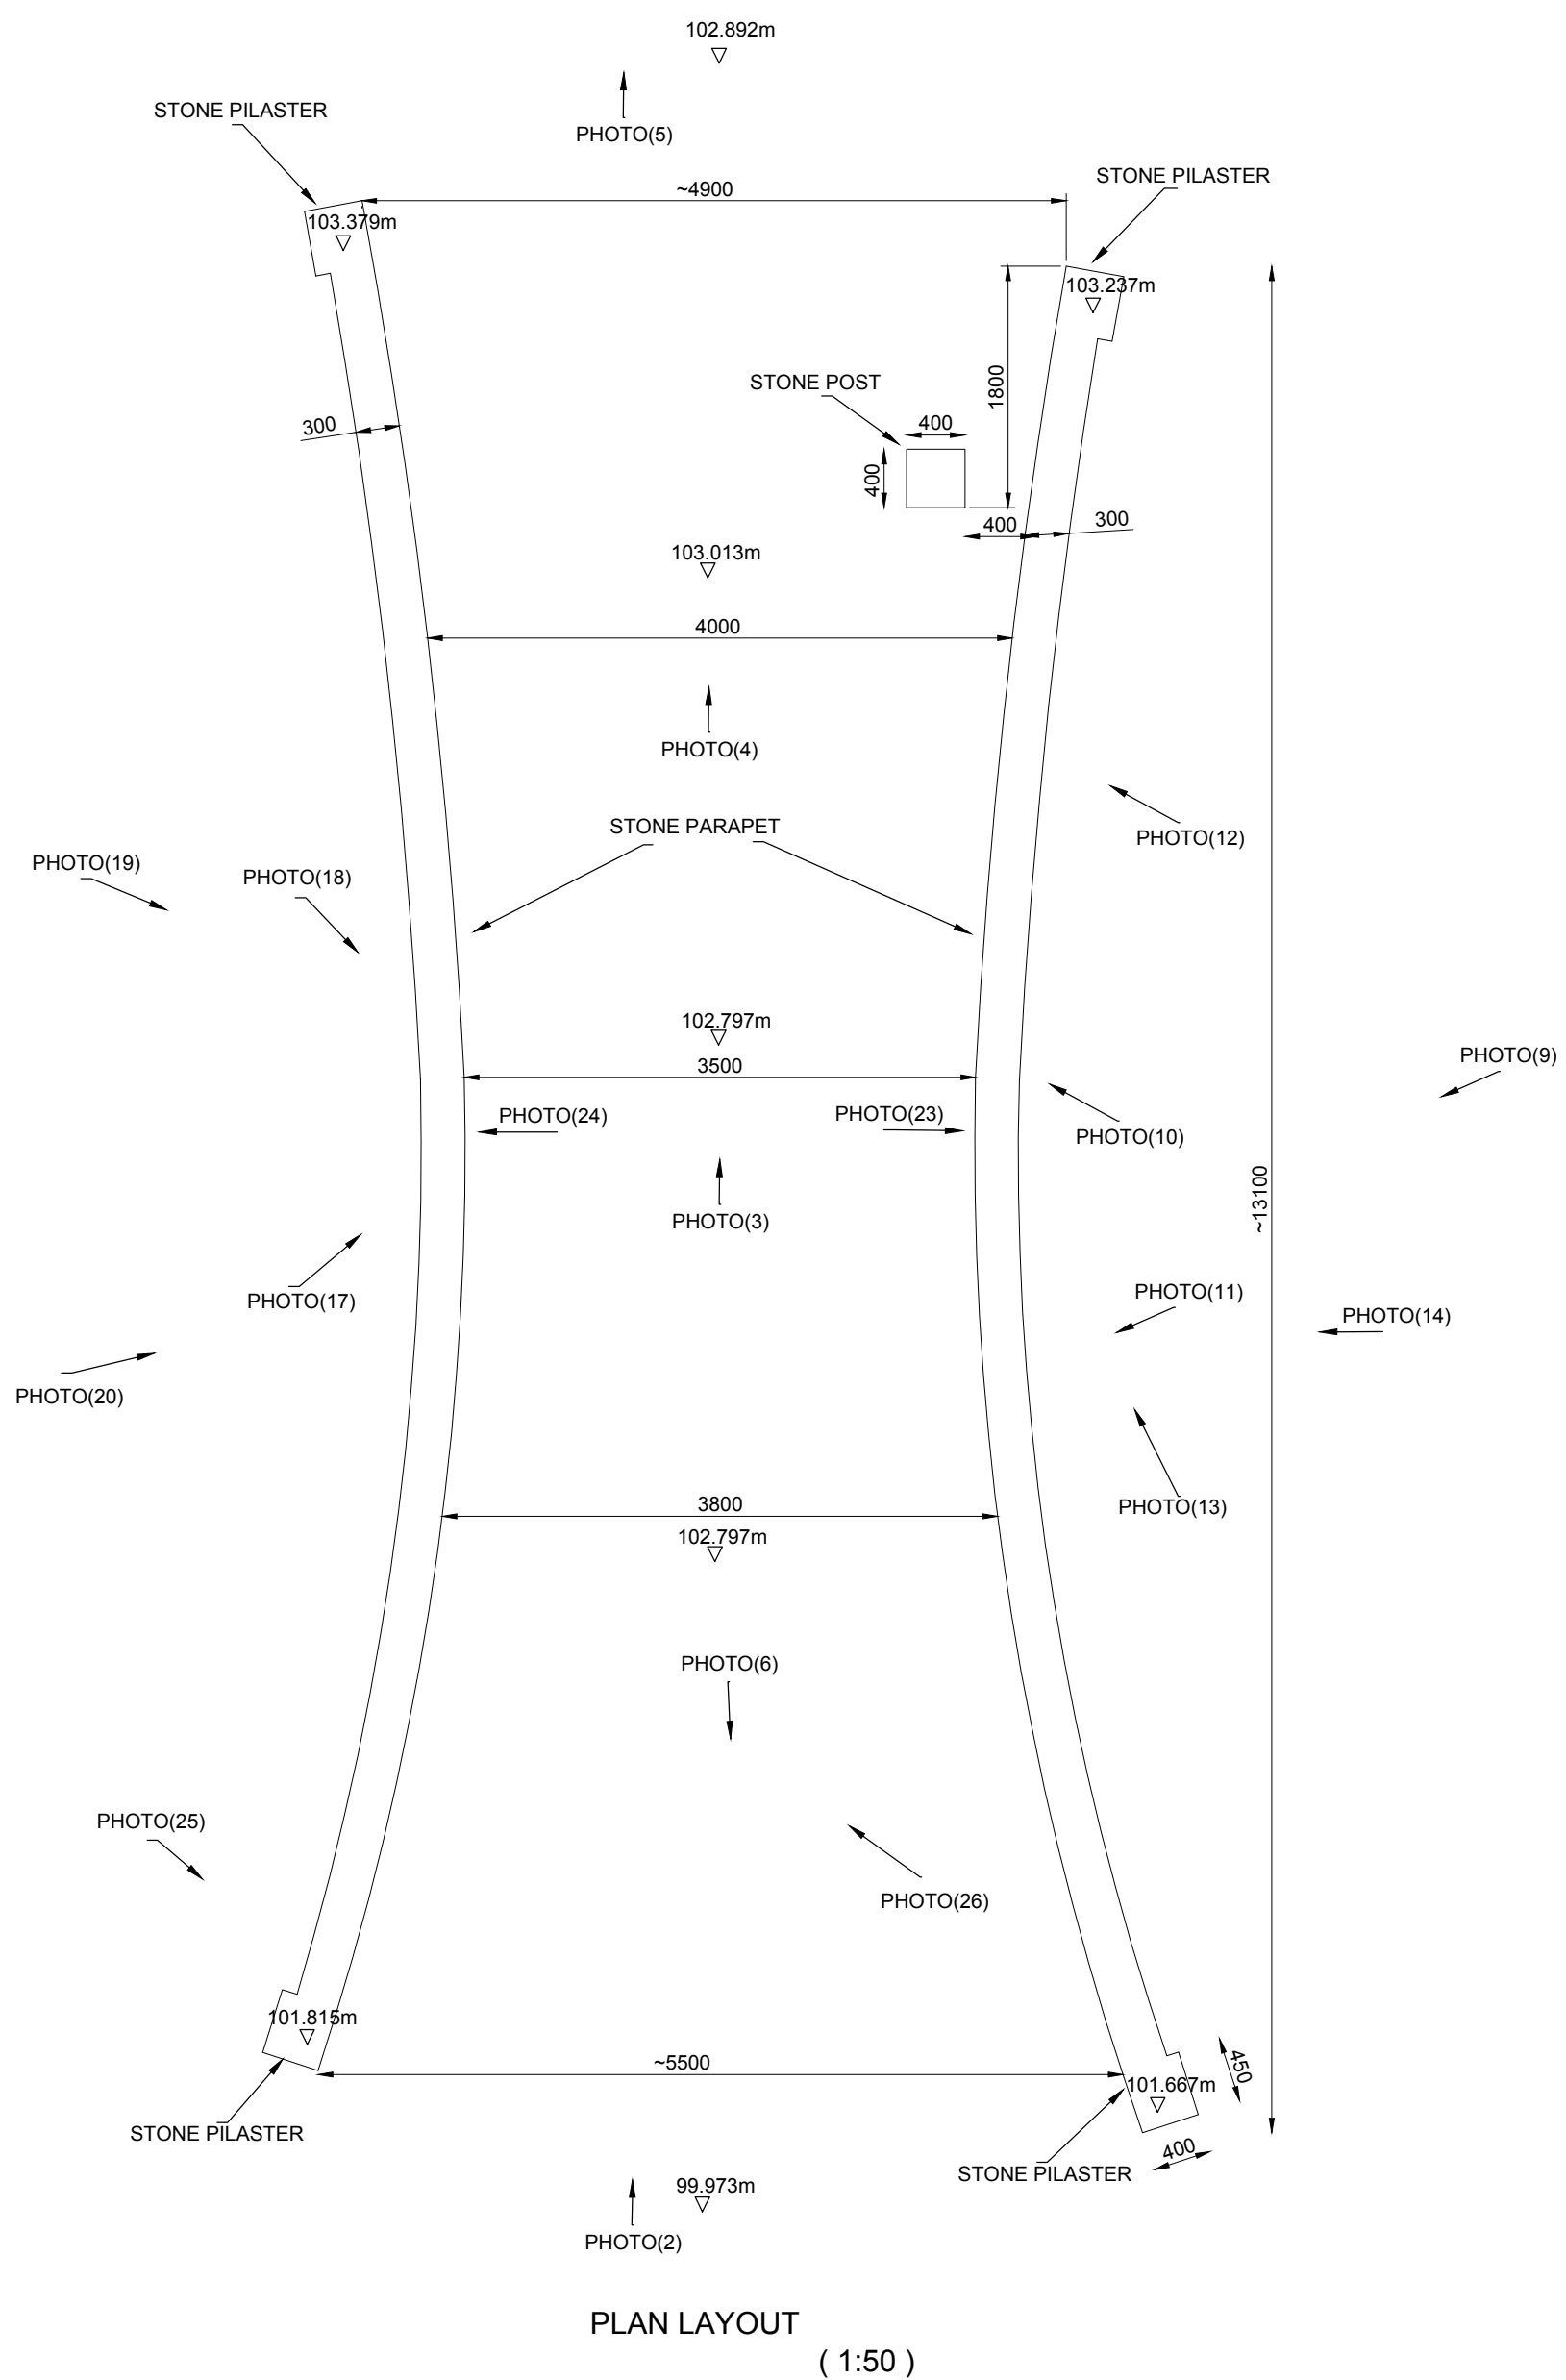 102.892m
STONE PILASTER
PHOTO(5)
STONE PILASTER
~4900
103.379m
103.237m
1800
STONE POST
400
400
300
400
300
103.013m
4000
PHOTO(4)
STONE PARAPET
PHOTO(12)
PHOTO(19)
PHOTO(18)
102.797m
3500
PHOTO(9)
PHOTO(24)
PHOTO(23)
PHOTO(10)
~13100
PHOTO(3)
PHOTO(17)
PHOTO(11)
PHOTO(14)
PHOTO(20)
3800
PHOTO(13)
102.797m
PHOTO(6)
PHOTO(25)
PHOTO(26)
101.815m
~5500
450
101.667m
STONE PILASTER
400
STONE PILASTER
99.973m
PHOTO(2)
PLAN LAYOUT
( 1:50 )